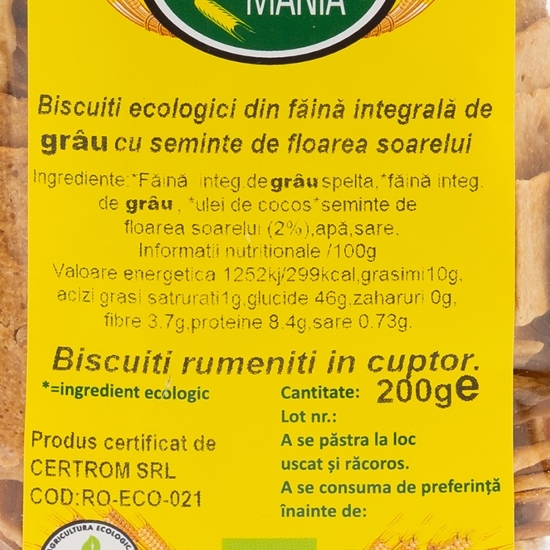 MANIA
Biscuiti ecologici din făină integrală de
grâu cu seminte de floarea soarelui
Ingrediente:*Făină integ.de grâu spelta,*făină integ.
de grâu , *ulei de cocos*seminte de
floarea soarelui (2%),apă,sare.
Informatii nutritionale /100g
Valoare energetica 1252kj/299kcal,grasimi10g,
acizi grasi satrurati1g,glucide 46g,zaharuri 0g,
fibre 3.7g,proteine 8.4g,sare 0.73g.
Biscuiti rumeniti in cuptor.
*=ingredient ecologic
Cantitate: 200ge
Lot nr.:
A se păstra la loc
uscat și răcoros.
A se consuma de preferință
înainte de:
Produs certificat de
CERTROM SRL
COD:RO-ECO-021
AGRICULTURA ECOLOGIC